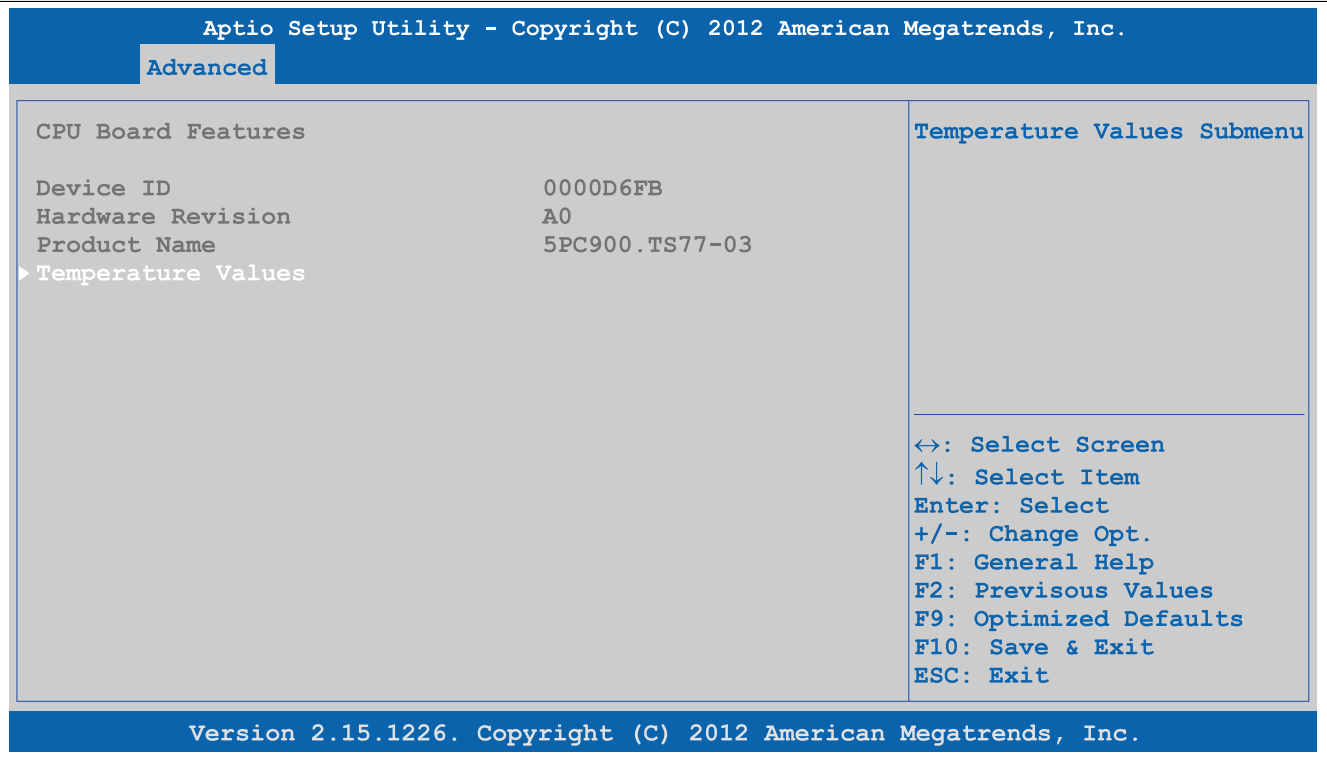 Aptio Setup Utility - Copyright (C) 2012 American Megatrends, Inc.
Advanced
CPU Board Features
Device ID 0000D6FB
Hardware Revision A0
Product Name 5PC900.TS77-03
Temperature Values
Temperature Values Submenu
↔: Select Screen
↑↓: Select Item
Enter: Select
+/-: Change Opt.
F1: General Help
F2: Previsous Values
F9: Optimized Defaults
F10: Save & Exit
ESC: Exit
Version 2.15.1226. Copyright (C) 2012 American Megatrends, Inc.